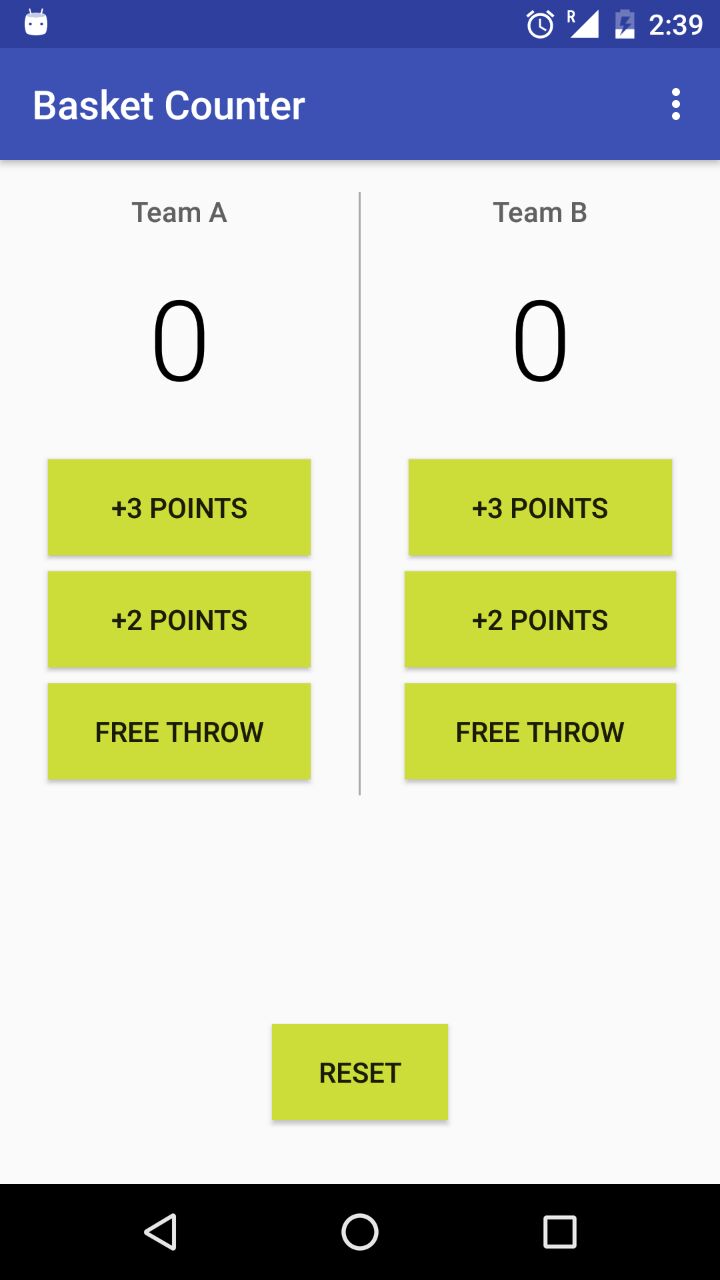 R 2:39
Basket Counter
Team A
0
+3 POINTS
+2 POINTS
FREE THROW
Team B
0
+3 POINTS
+2 POINTS
FREE THROW
RESET